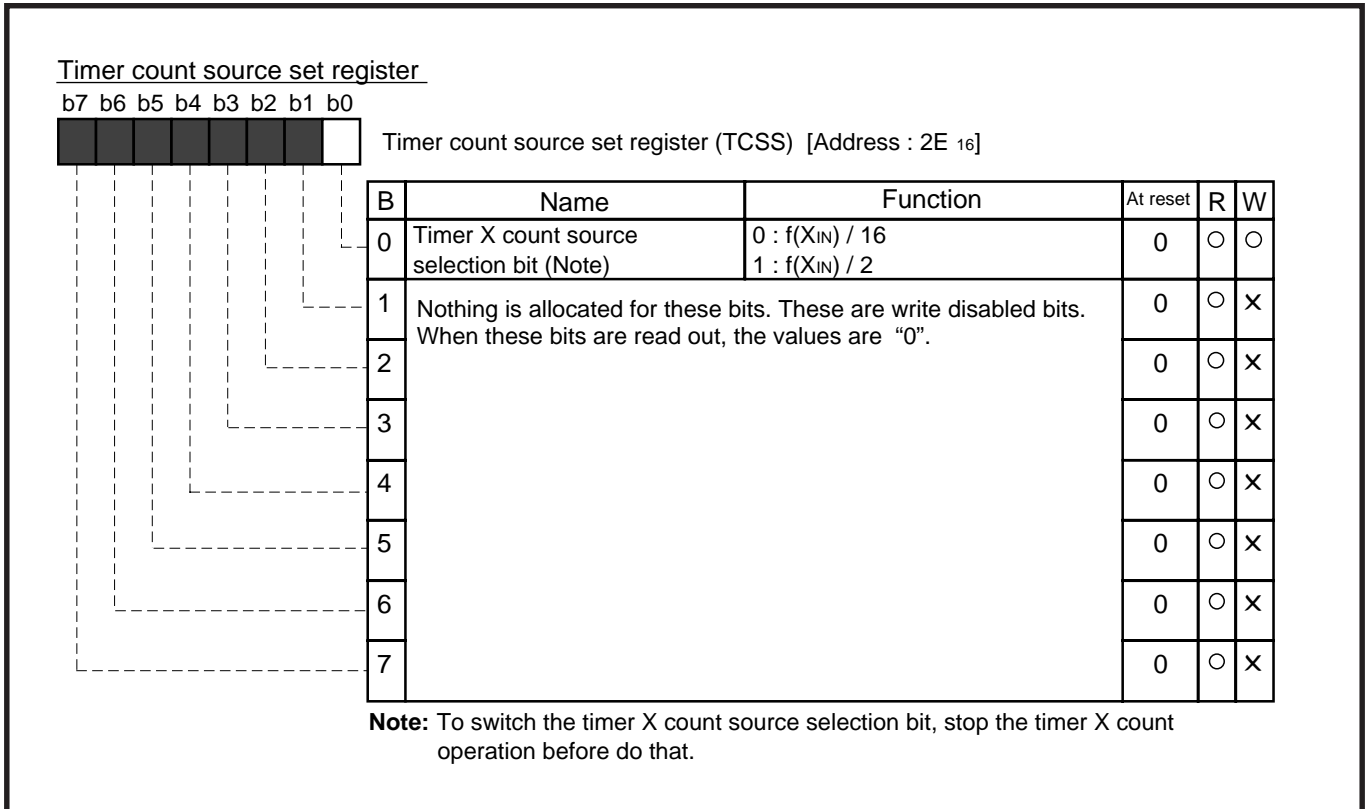 Timer count source set register
b7 b6 b5 b4 b3 b2 b1 b0
Timer count source set register (TCSS) [Address : 2E 16]
B Name Function At reset R W
0 Timer X count source selection bit (Note) 0 : f(XIN) / 16 1 : f(XIN) / 2 0 ○ ○
1 Nothing is allocated for these bits. These are write disabled bits. 0 ○ ×
When these bits are read out, the values are “0”.
2 0 ○ ×
3 0 ○ ×
4 0 ○ ×
5 0 ○ ×
6 0 ○ ×
7 0 ○ ×
Note: To switch the timer X count source selection bit, stop the timer X count
operation before do that.